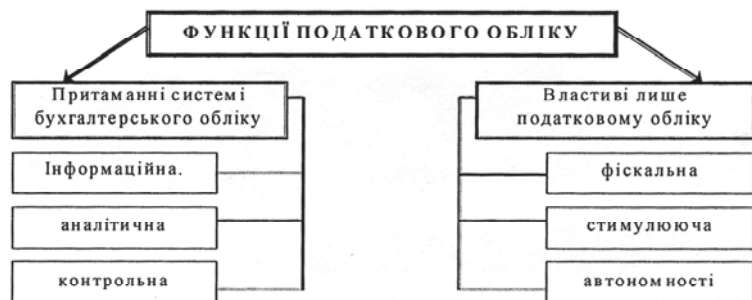 ФУНКЦІЇ ПОДАТКОВОГО ОБЛІКУ
Притаманні системі
бухгалтерського обліку
Інформаційна.
аналітична
контрольна
Властиві лише
податковому обліку
фіскальна
стимулююча
автономності